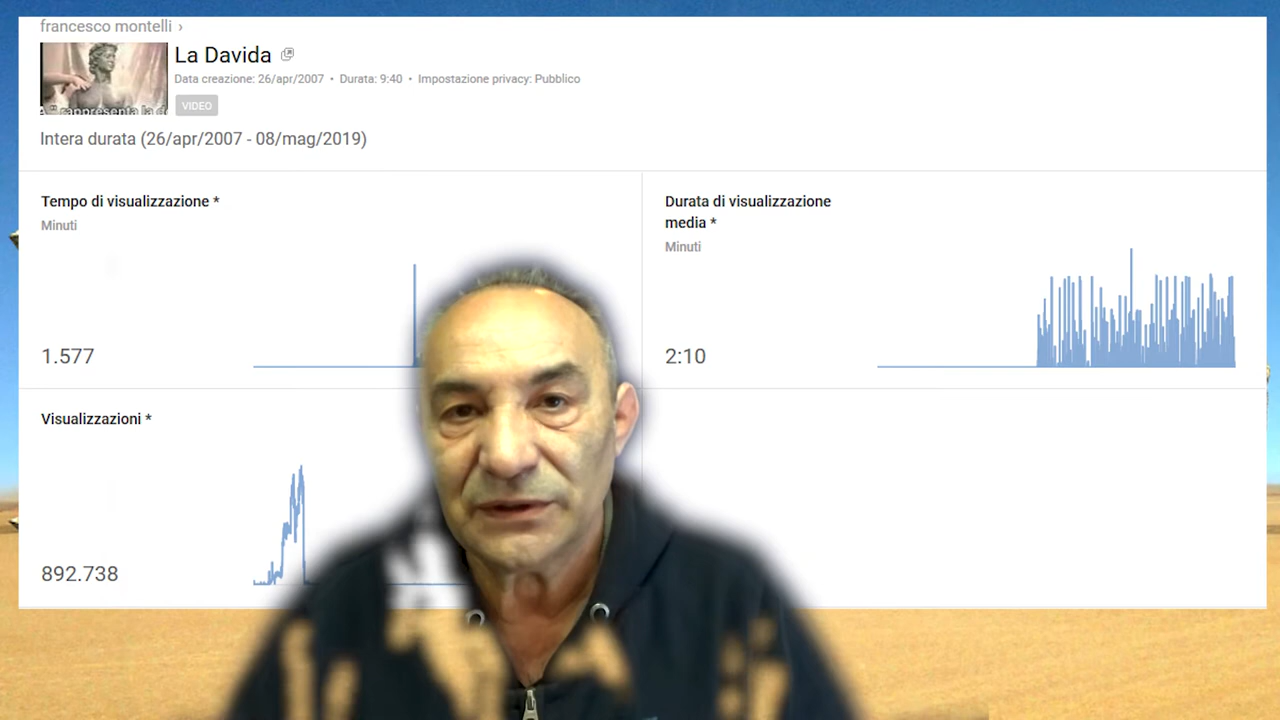 francesco montelli ›
La Davida
Data creazione: 26/apr/2007 • Durata: 9:40 • Impostazione privacy: Pubblico
VIDEO
Intera durata (26/apr/2007 - 08/mag/2019)
Tempo di visualizzazione *
Minuti
1.577
Durata di visualizzazione
media *
Minuti
2:10
Visualizzazioni *
892.738